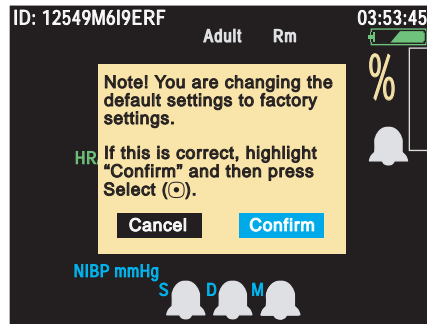 ID: 12549M6I9ERF
03:53:45
Adult Rm
%
Note! You are changing the
default settings to factory
settings.
HR
If this is correct, highlight
“Confirm” and then press
Select (⊙).
Cancel Confirm
NIBP mmHg
S D M